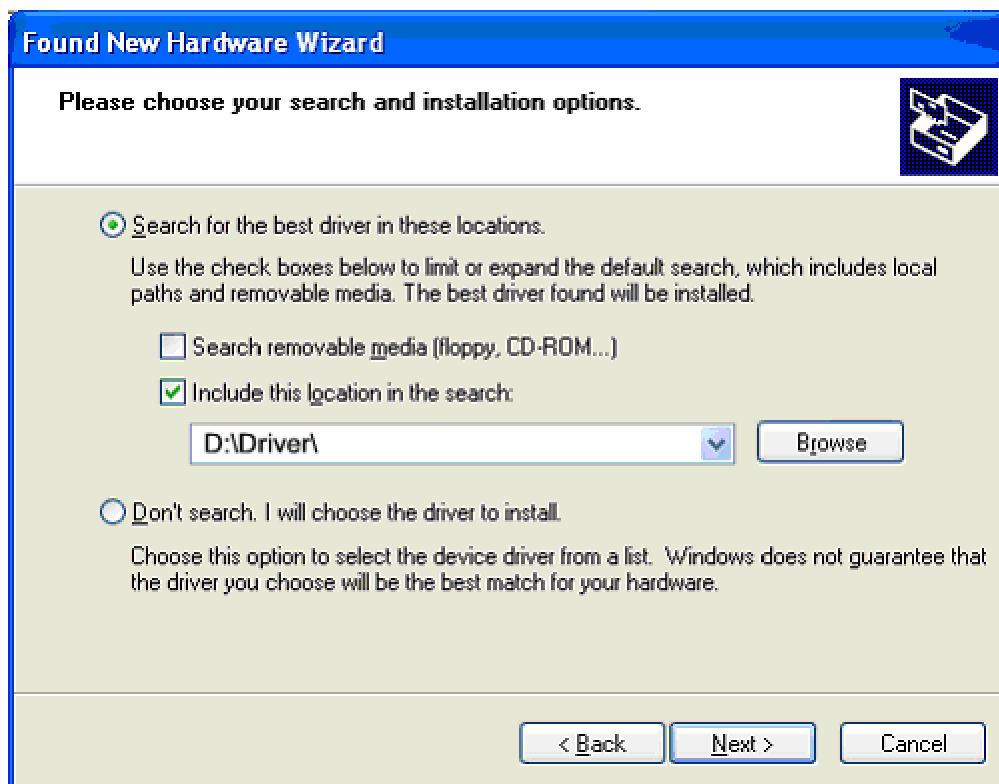 Found New Hardware Wizard
Please choose your search and installation options.
Search for the best driver in these locations.
Use the check boxes below to limit or expand the default search, which includes local
paths and removable media. The best driver found will be installed.
Search removable media (floppy, CD-ROM...)
Include this location in the search:
D:\Driver\
Browse
Don't search. I will choose the driver to install.
Choose this option to select the device driver from a list. Windows does not guarantee that
the driver you choose will be the best match for your hardware.
< Back
Next >
Cancel